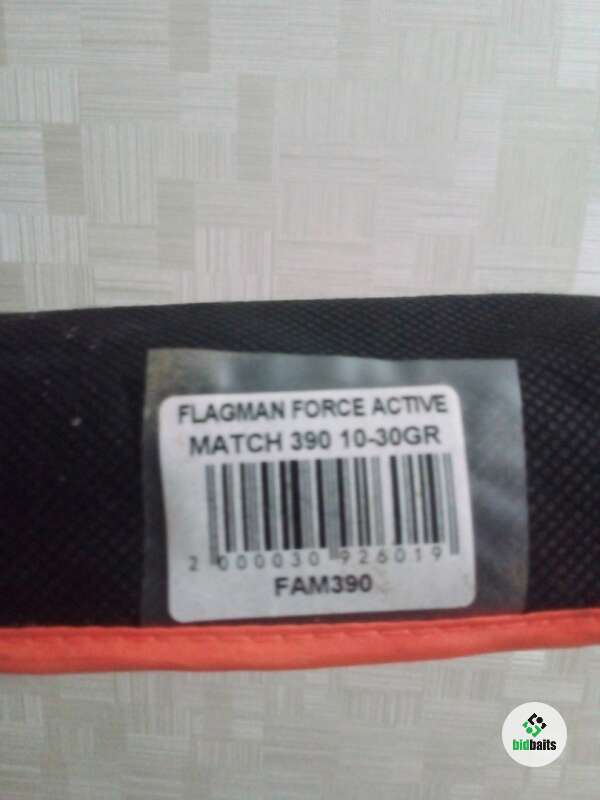 FLAGMAN FORCE ACTIVE
MATCH 390 10-30GR
2 000030 926019
FAM390
bidbaits